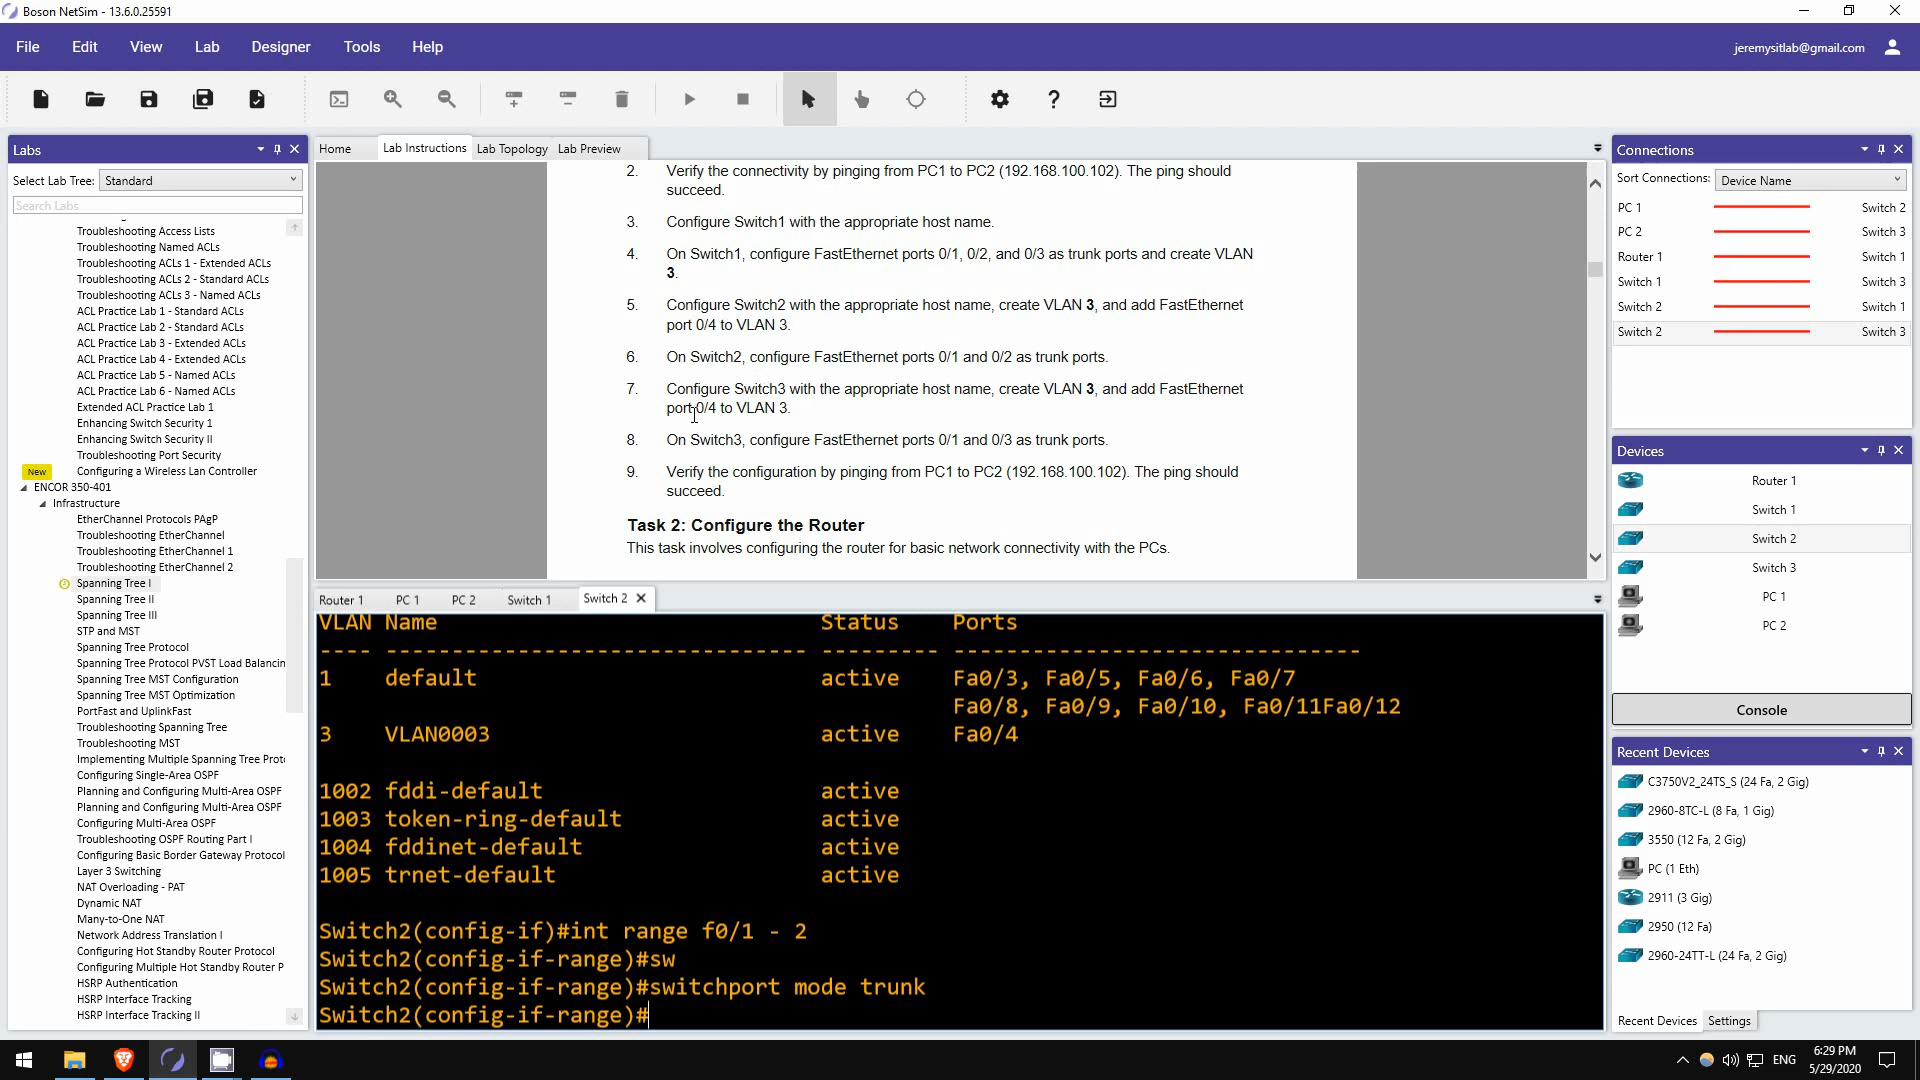 Boson NetSim - 13.6.0.25591
File Edit View Lab Designer Tools Help
jeremysitlab@gmail.com
Labs
Select Lab Tree: Standard
Search Labs
Troubleshooting Access Lists
Troubleshooting Named ACLs
Troubleshooting ACLs 1 - Extended ACLs
Troubleshooting ACLs 2 - Standard ACLs
Troubleshooting ACLs 3 - Named ACLs
ACL Practice Lab 1 - Standard ACLs
ACL Practice Lab 2 - Standard ACLs
ACL Practice Lab 3 - Extended ACLs
ACL Practice Lab 4 - Extended ACLs
ACL Practice Lab 5 - Named ACLs
ACL Practice Lab 6 - Named ACLs
Extended ACL Practice Lab 1
Enhancing Switch Security 1
Enhancing Switch Security II
Troubleshooting Port Security
New Configuring a Wireless Lan Controller
ENCOR 350-401
Infrastructure
EtherChannel Protocols PAgP
Troubleshooting EtherChannel
Troubleshooting EtherChannel 1
Troubleshooting EtherChannel 2
Spanning Tree I
Spanning Tree II
Spanning Tree III
STP and MST
Spanning Tree Protocol
Spanning Tree Protocol PVST Load Balancin
Spanning Tree MST Configuration
Spanning Tree MST Optimization
PortFast and UplinkFast
Troubleshooting Spanning Tree
Troubleshooting MST
Implementing Multiple Spanning Tree Proto
Configuring Single-Area OSPF
Planning and Configuring Multi-Area OSPF
Planning and Configuring Multi-Area OSPF
Configuring Multi-Area OSPF
Troubleshooting OSPF Routing Part I
Configuring Basic Border Gateway Protocol
Layer 3 Switching
NAT Overloading - PAT
Dynamic NAT
Many-to-One NAT
Network Address Translation I
Configuring Hot Standby Router Protocol
Configuring Multiple Hot Standby Router P
HSRP Authentication
HSRP Interface Tracking
HSRP Interface Tracking II
Home Lab Instructions Lab Topology Lab Preview
2. Verify the connectivity by pinging from PC1 to PC2 (192.168.100.102). The ping should
succeed.
3. Configure Switch1 with the appropriate host name.
4. On Switch1, configure FastEthernet ports 0/1, 0/2, and 0/3 as trunk ports and create VLAN
3.
5. Configure Switch2 with the appropriate host name, create VLAN 3, and add FastEthernet
port 0/4 to VLAN 3.
6. On Switch2, configure FastEthernet ports 0/1 and 0/2 as trunk ports.
7. Configure Switch3 with the appropriate host name, create VLAN 3, and add FastEthernet
port 0/4 to VLAN 3.
8. On Switch3, configure FastEthernet ports 0/1 and 0/3 as trunk ports.
9. Verify the configuration by pinging from PC1 to PC2 (192.168.100.102). The ping should
succeed.
Task 2: Configure the Router
This task involves configuring the router for basic network connectivity with the PCs.
Router 1 PC 1 PC 2 Switch 1 Switch 2
VLAN Name Status Ports
---- -------------------------------- --------- -------------------------------
1 default active Fa0/3, Fa0/5, Fa0/6, Fa0/7
Fa0/8, Fa0/9, Fa0/10, Fa0/11Fa0/12
3 VLAN0003 active Fa0/4
1002 fddi-default active
1003 token-ring-default active
1004 fddinet-default active
1005 trnet-default active
Switch2(config-if)#int range f0/1 - 2
Switch2(config-if-range)#sw
Switch2(config-if-range)#switchport mode trunk
Switch2(config-if-range)#
Connections
Sort Connections: Device Name
PC 1 Switch 2
PC 2 Switch 3
Router 1 Switch 1
Switch 1 Switch 3
Switch 2 Switch 1
Switch 2 Switch 3
Devices
Router 1
Switch 1
Switch 2
Switch 3
PC 1
PC 2
Console
Recent Devices
C3750V2_24TS_S (24 Fa, 2 Gig)
2960-8TC-L (8 Fa, 1 Gig)
3550 (12 Fa, 2 Gig)
PC (1 Eth)
2911 (3 Gig)
2950 (12 Fa)
2960-24TT-L (24 Fa, 2 Gig)
Recent Devices Settings
ENG
6:29 PM
5/29/2020